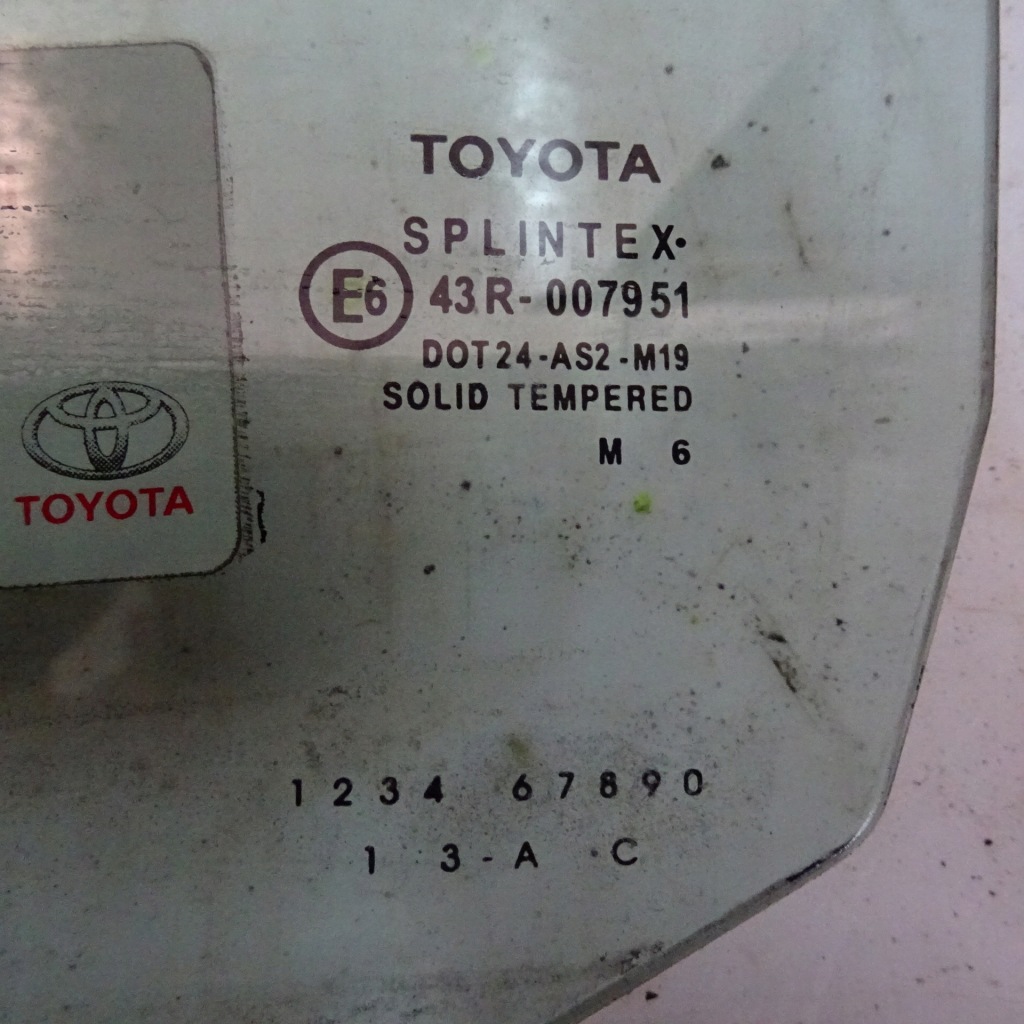 TOYOTA
SPLINTEX·
E6 43R-007951
DOT24-AS2-M19
SOLID TEMPERED
M 6
TOYOTA
1 2 3 4 6 7 8 9 0
1 3-A ·C